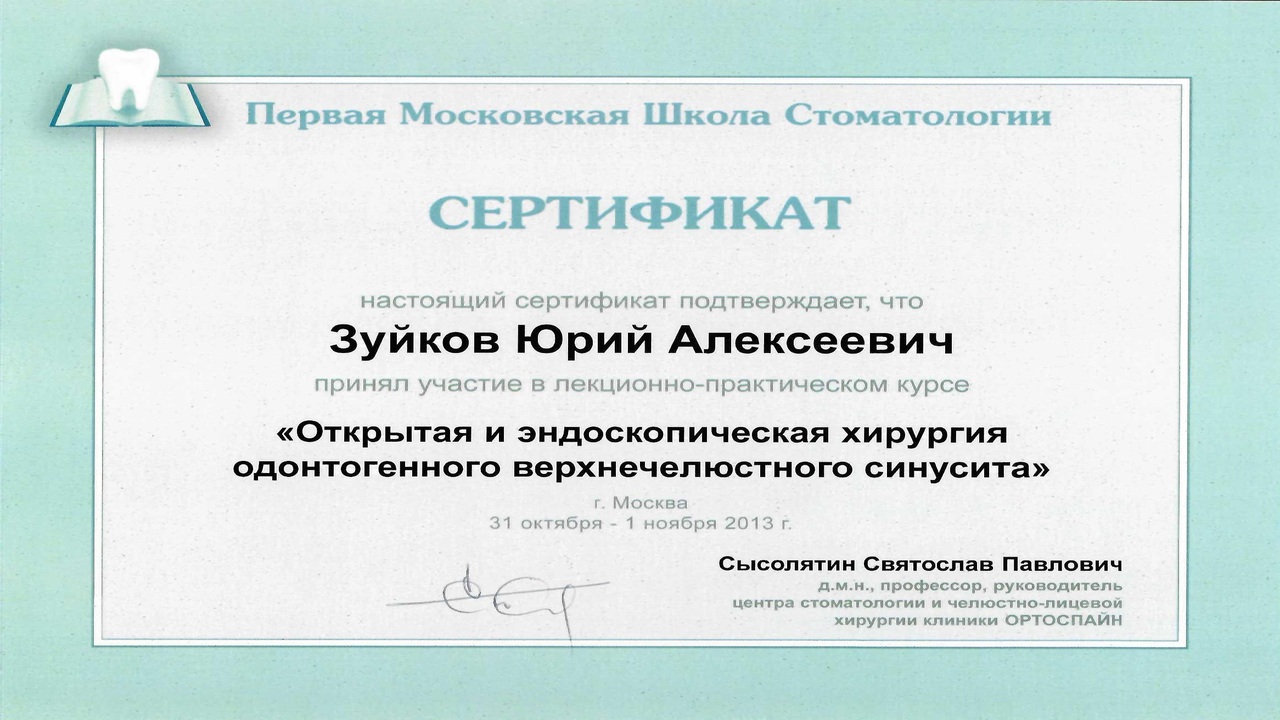 Первая Московская Школа Стоматологии
СЕРТИФИКАТ
настоящий сертификат подтверждает, что
Зуйков Юрий Алексеевич
принял участие в лекционно-практическом курсе
«Открытая и эндоскопическая хирургия
одонтогенного верхнечелюстного синусита»
г. Москва
31 октября - 1 ноября 2013 г.
Сысолятин Святослав Павлович
д.м.н., профессор, руководитель
центра стоматологии и челюстно-лицевой
хирургии клиники ОРТОСПАЙН